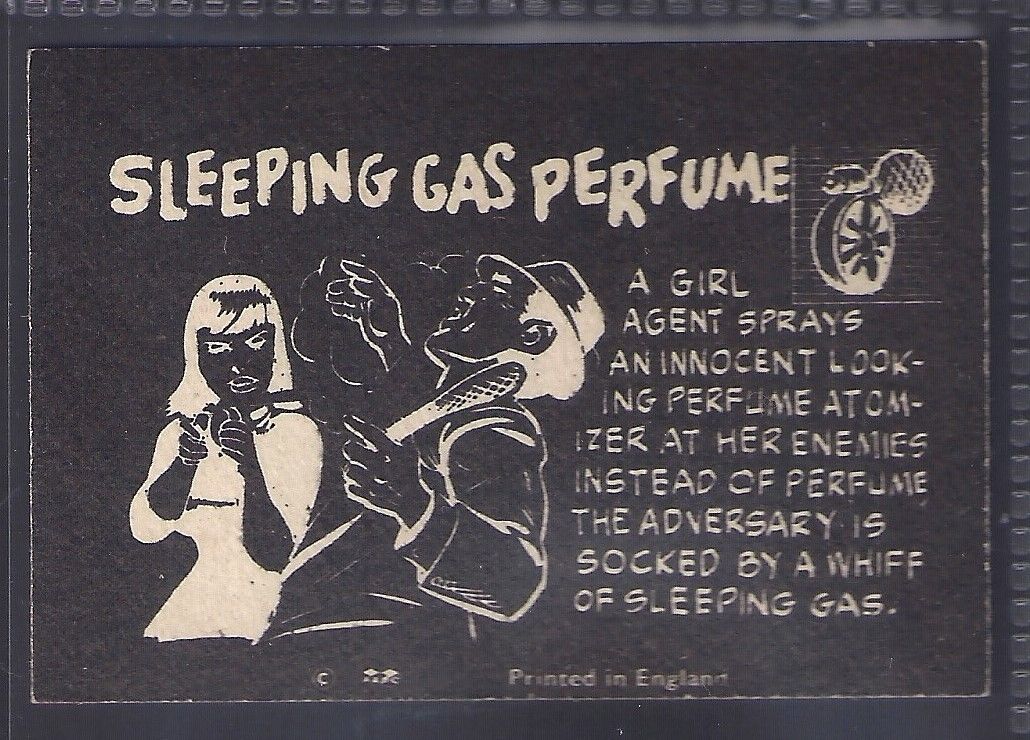 SLEEPING GAS PERFUME
A GIRL
AGENT SPRAYS
AN INNOCENT LOOK-
ING PERFUME ATOM-
IZER AT HER ENEMIES
INSTEAD OF PERFUME
THE ADVERSARY IS
SOCKED BY A WHIFF
OF SLEEPING GAS.
© 
Printed in England